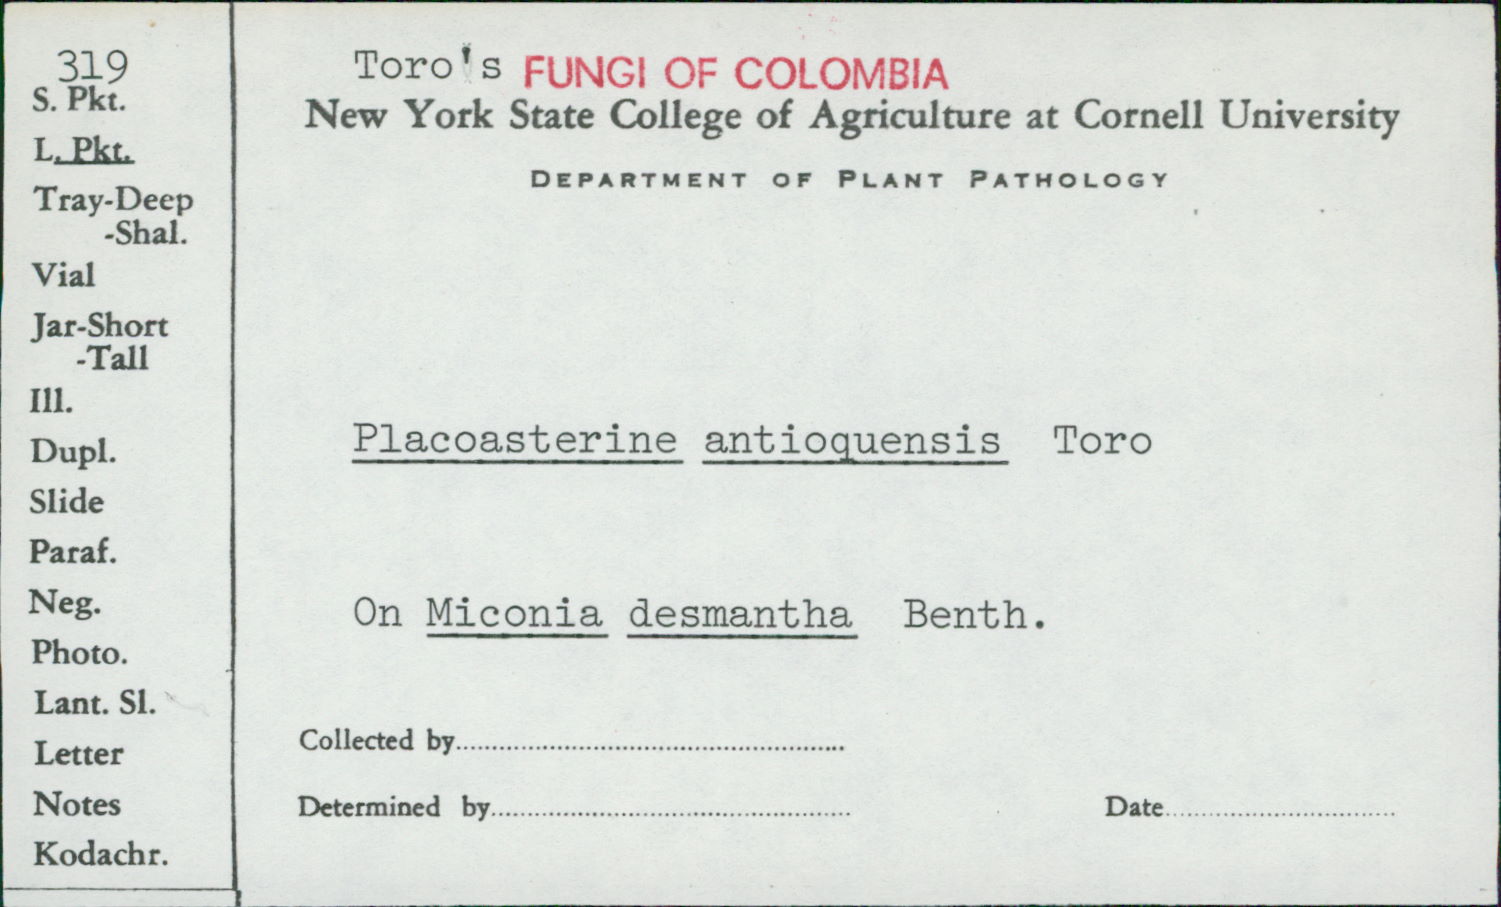 319
S. Pkt.
L. Pkt.
Tray-Deep
-Shal.
Vial
Jar-Short
-Tall
Ill.
Dupl.
Slide
Paraf.
Neg.
Photo.
Lant. Sl.
Letter
Notes
Kodachr.
Toro's FUNGI OF COLOMBIA
New York State College of Agriculture at Cornell University
DEPARTMENT OF PLANT PATHOLOGY
Placoasterine antioquensis Toro
On Miconia desmantha Benth.
Collected by
Determined by
Date